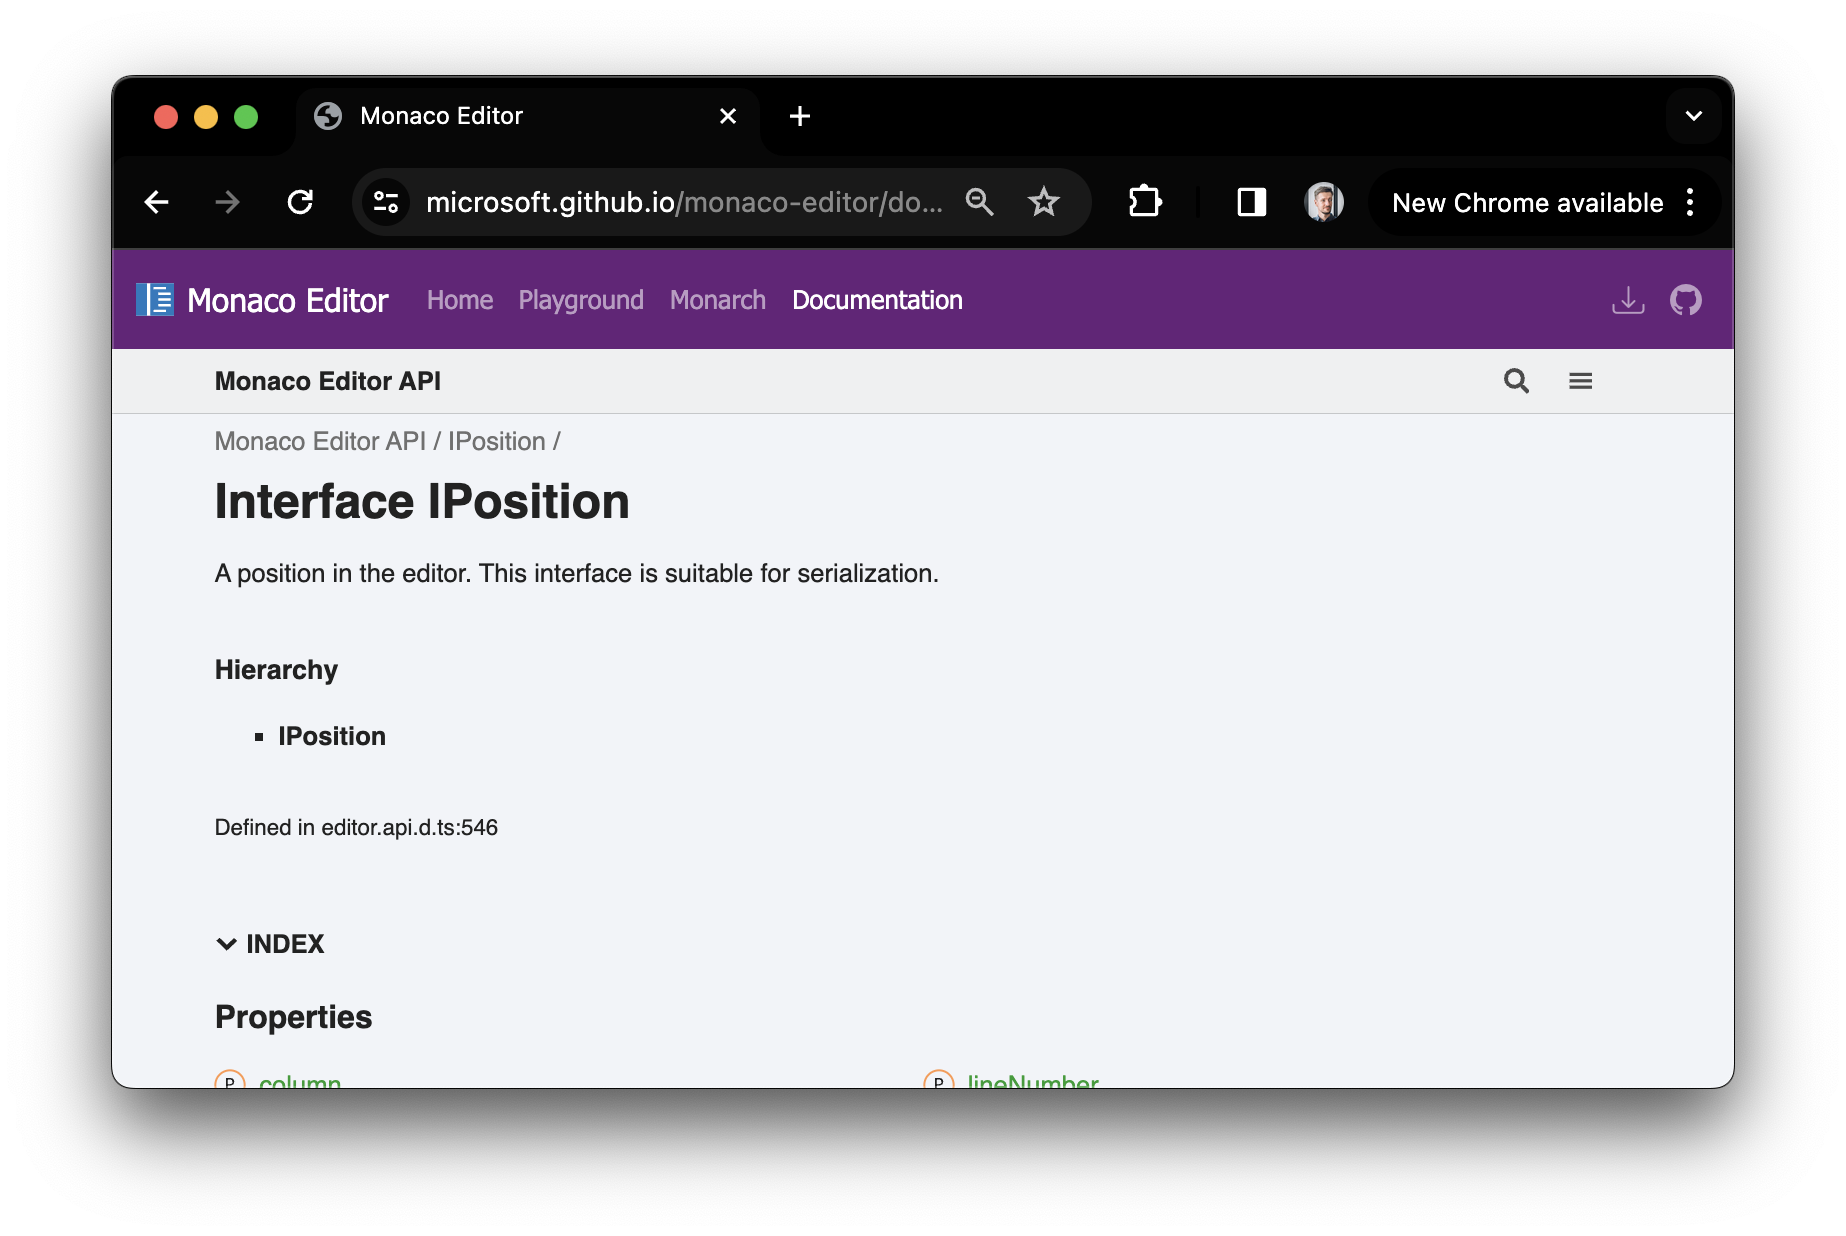 Monaco Editor
microsoft.github.io/monaco-editor/do...
New Chrome available
Monaco Editor Home Playground Monarch Documentation
Monaco Editor API
Monaco Editor API / IPosition /
Interface IPosition
A position in the editor. This interface is suitable for serialization.
Hierarchy
IPosition
Defined in editor.api.d.ts:546
INDEX
Properties
P column
P lineNumber